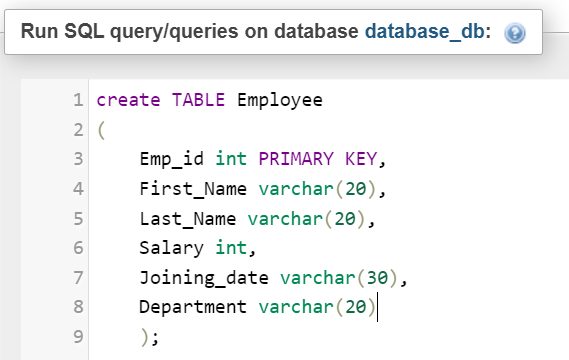 Run SQL query/queries on database database_db:
1 create TABLE Employee
2 (
3 Emp_id int PRIMARY KEY,
4 First_Name varchar(20),
5 Last_Name varchar(20),
6 Salary int,
7 Joining_date varchar(30),
8 Department varchar(20)
9 );